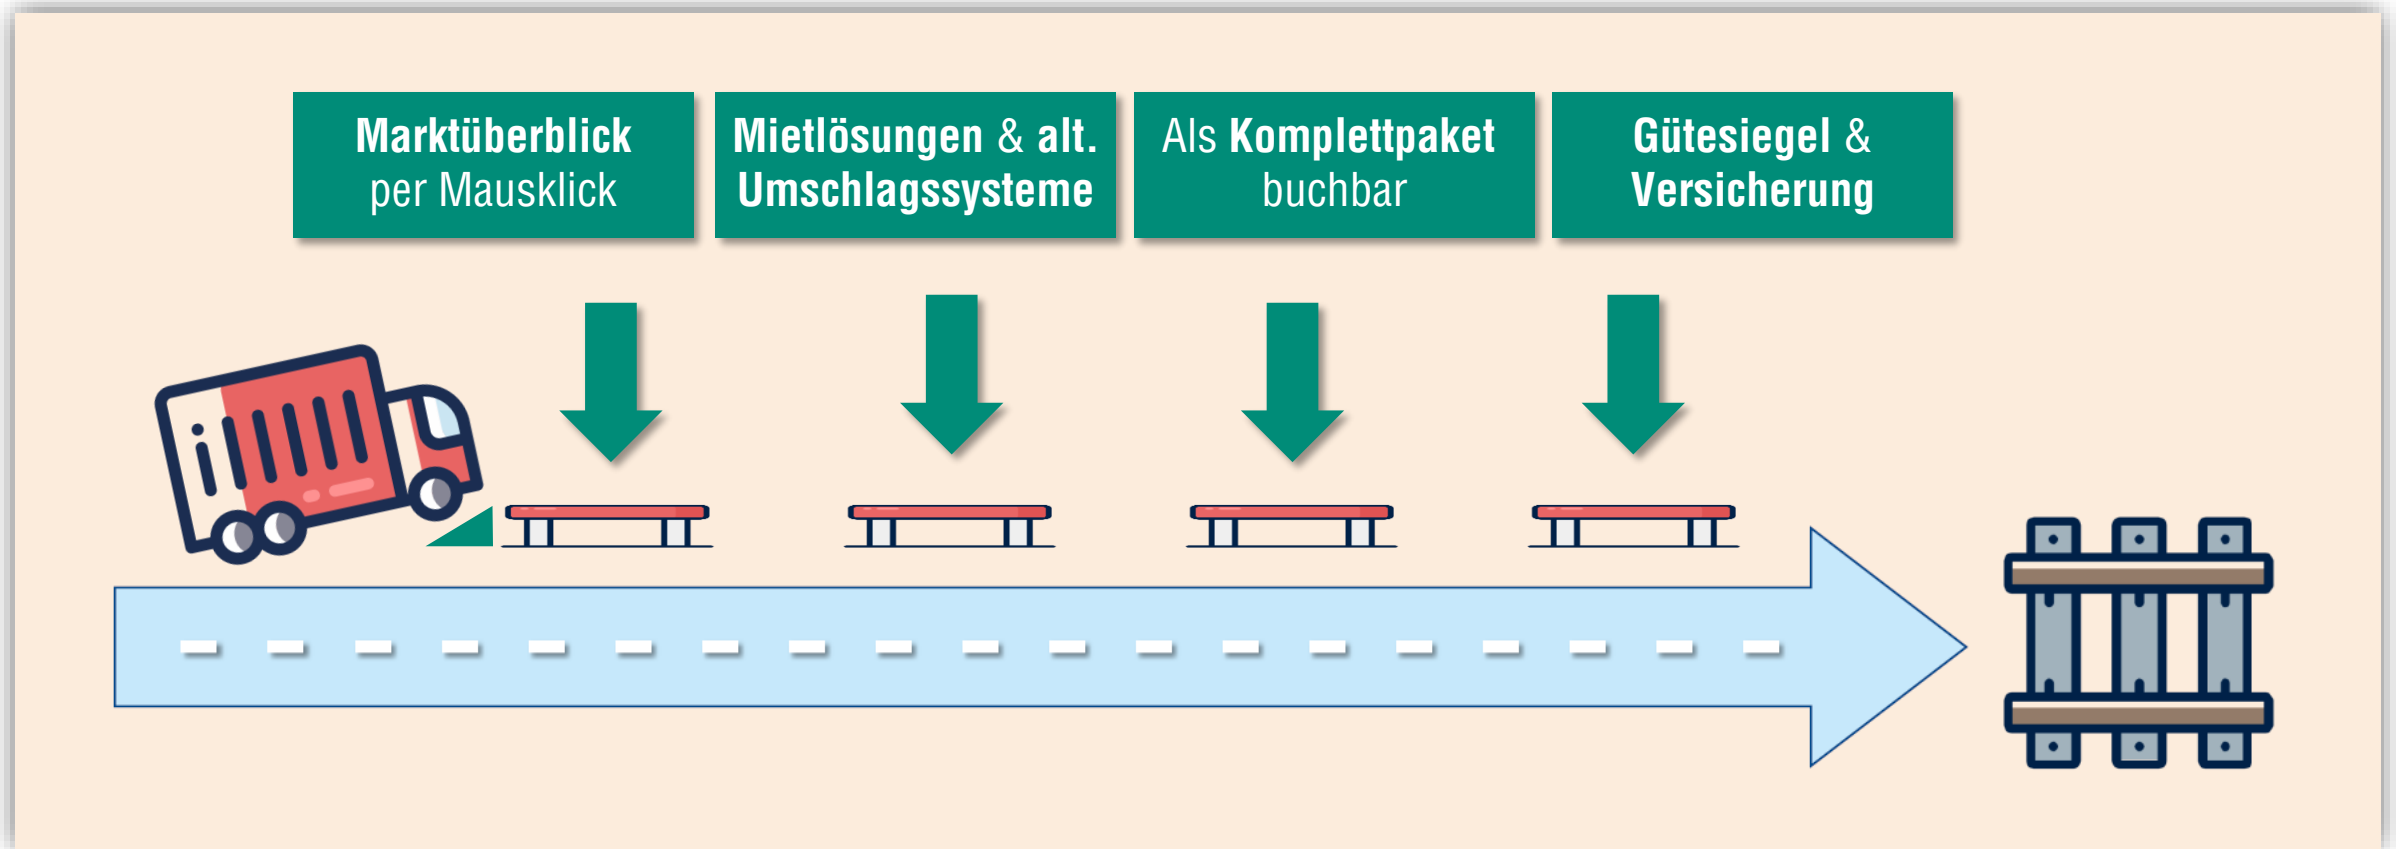 Marktüberblick
per Mausklick
Mietlösungen & alt.
Umschlagssysteme
Als Komplettpaket
buchbar
Gütesiegel &
Versicherung